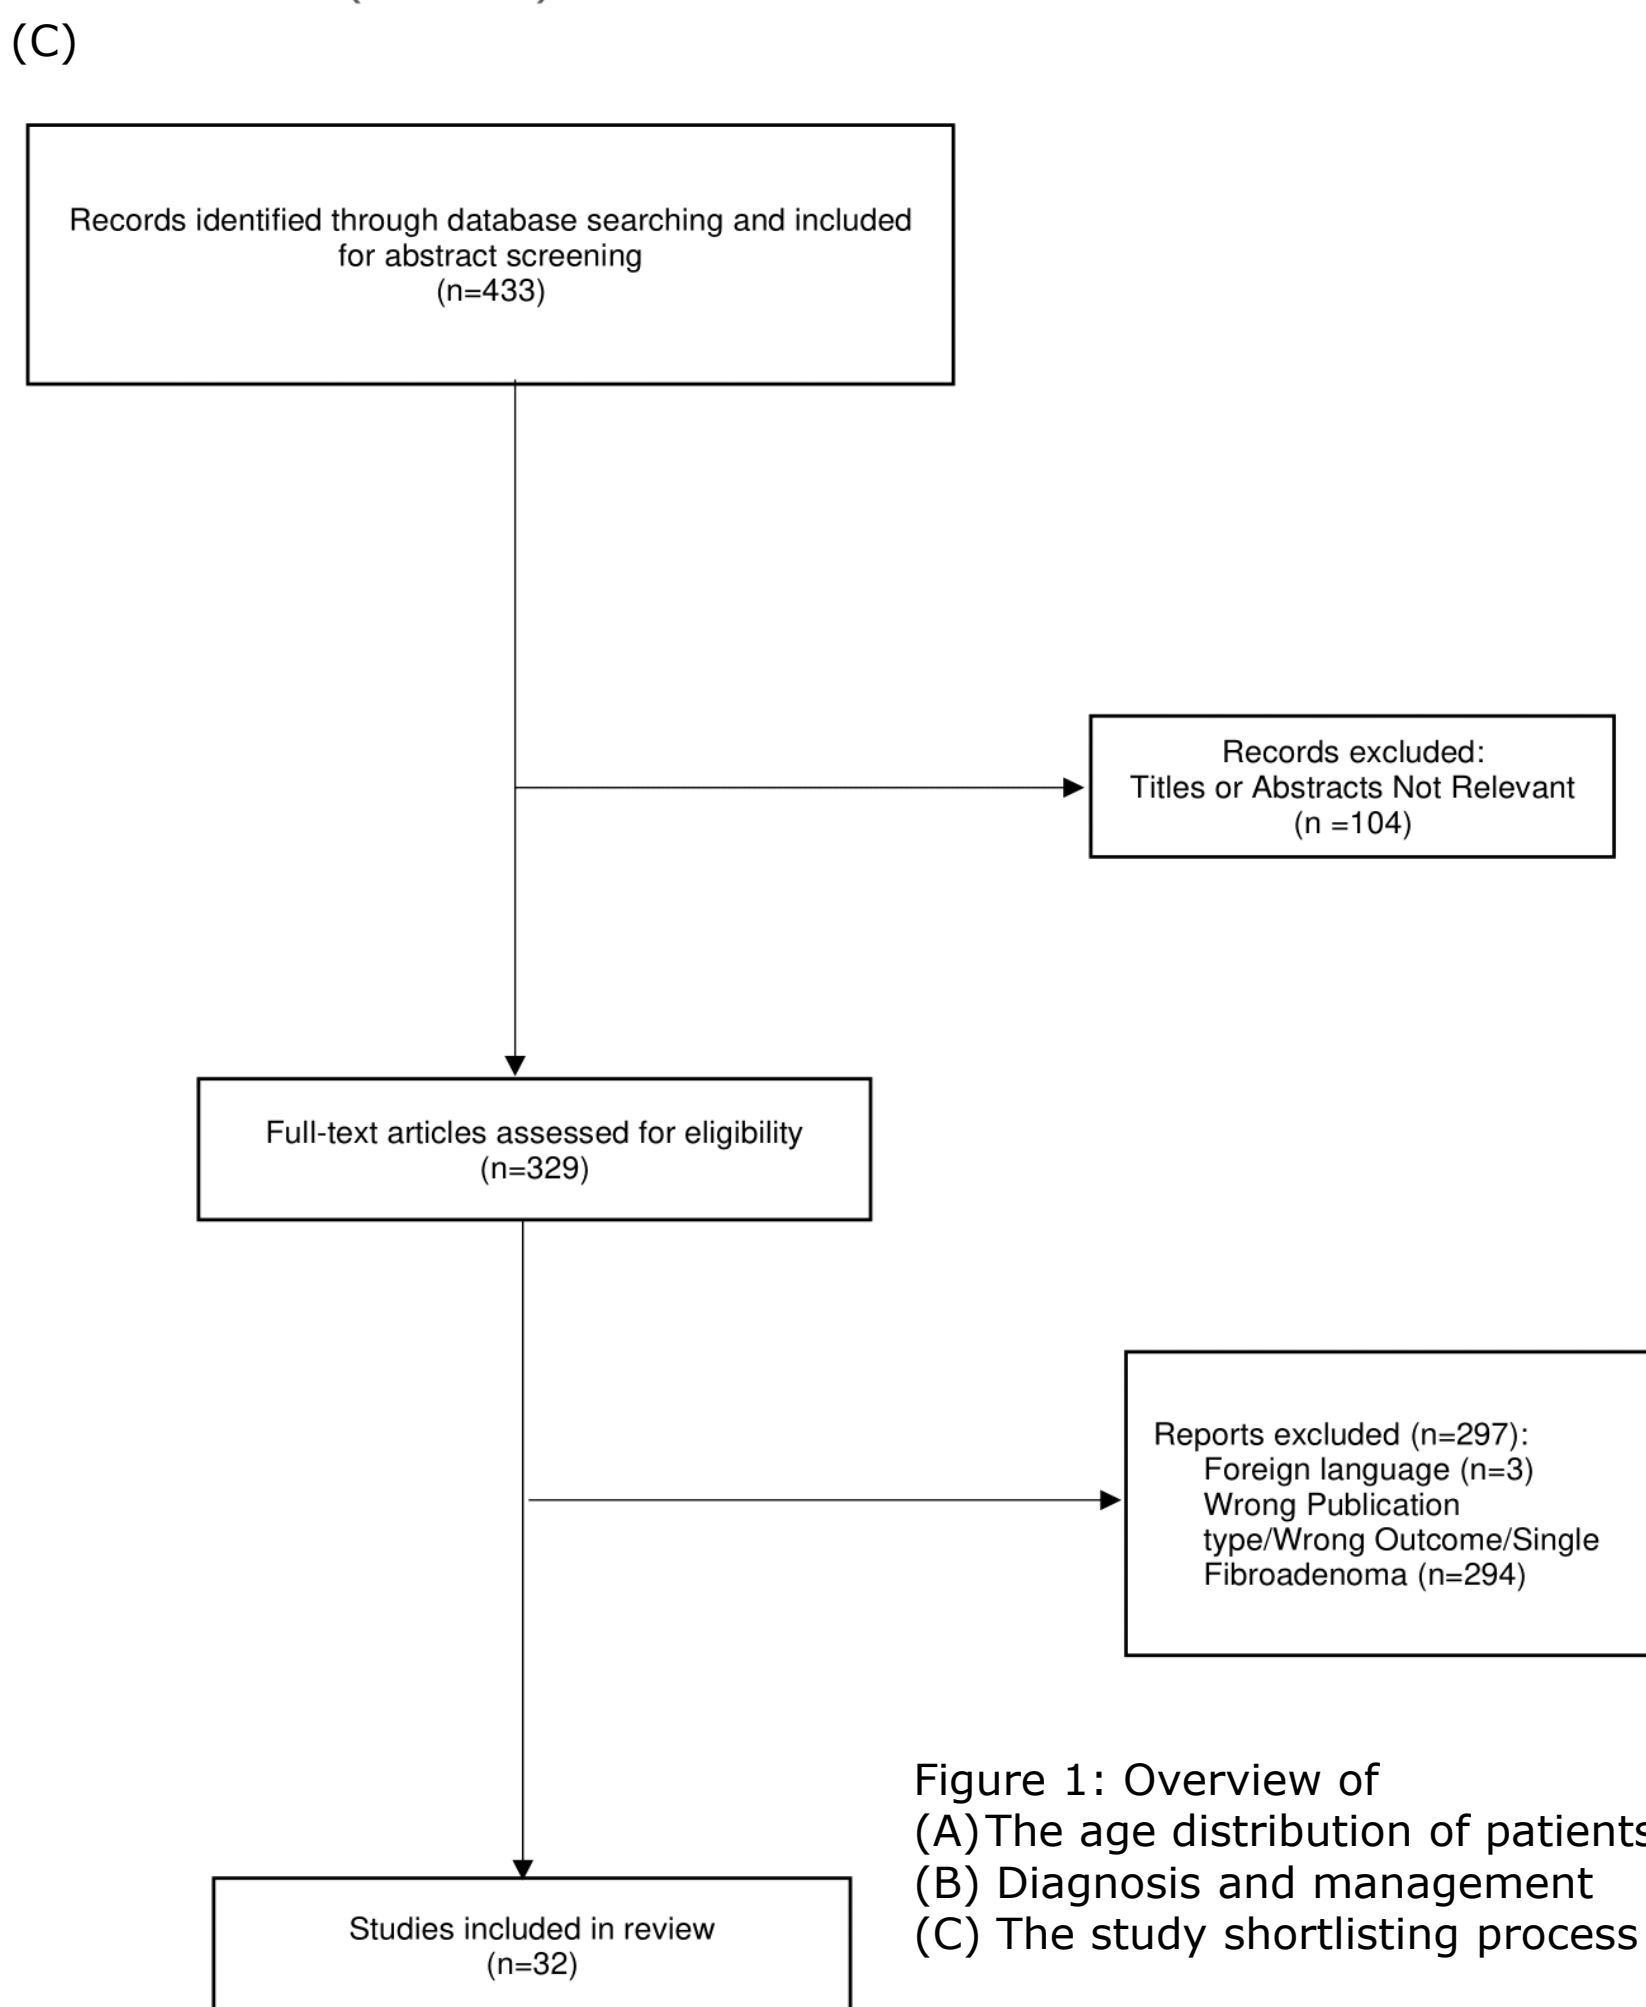 (C)
Records identified through database searching and included
for abstract screening
(n=433)
Records excluded:
Titles or Abstracts Not Relevant
(n =104)
Full-text articles assessed for eligibility
(n=329)
Reports excluded (n=297):
Foreign language (n=3)
Wrong Publication
type/Wrong Outcome/Single
Fibroadenoma (n=294)
Figure 1: Overview of
(A) The age distribution of patients
(B) Diagnosis and management
(C) The study shortlisting process
Studies included in review
(n=32)